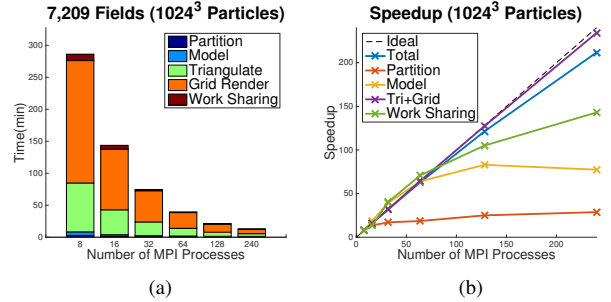 7,209 Fields (1024³ Particles)
Partition
Model
Triangulate
Grid Render
Work Sharing
Time(min)
300
250
200
150
100
50
0
8 16 32 64 128 240
Number of MPI Processes
(a)
Speedup (1024³ Particles)
Ideal
Total
Partition
Model
Tri+Grid
Work Sharing
Speedup
200
150
100
50
0
0 50 100 150 200
Number of MPI Processes
(b)